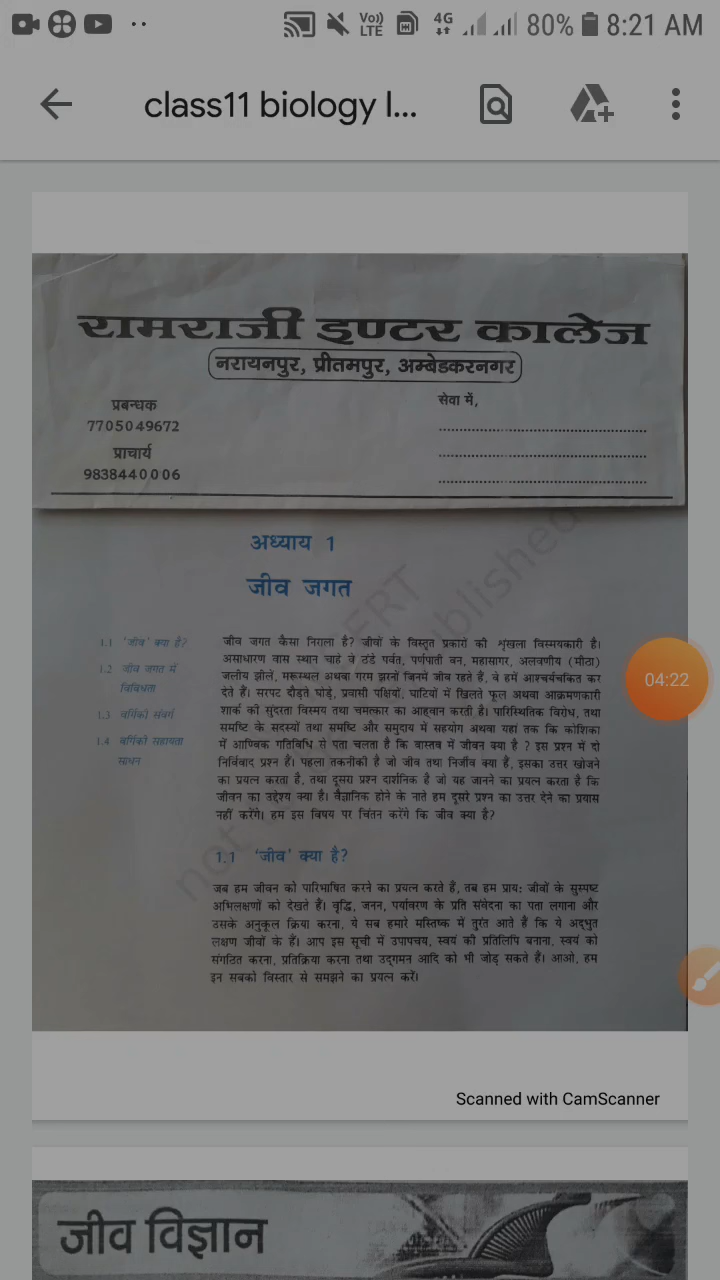 Vo)) LTE 4G 80% 8:21 AM
class11 biology l...
रामराजी इण्टर कालेज
नरायनपुर, प्रीतमपुर, अम्बेडकरनगर
प्रबन्धक
7705049672
प्राचार्य
9838440006
सेवा में,
अध्याय 1
जीव जगत
1.1 'जीव' क्या है?
1.2 जीव जगत में
विविधता
1.3 वर्गिकी संवर्ग
1.4 वर्गिकी सहायता
साधन
जीव जगत कैसा निराला है? जीवों के विस्तृत प्रकारों की शृंखला विस्मयकारी है।
असाधारण वास स्थान चाहे वे ठंडे पर्वत, पर्णपाती वन, महासागर, अलवणीय (मीठा)
जलीय झीलें, मरूस्थल अथवा गरम झरनों जिनमें जीव रहते हैं, वे हमें आश्चर्यचकित कर
देते हैं। सरपट दौड़ते घोड़े, प्रवासी पक्षियों, घाटियों में खिलते फूल अथवा आक्रमणकारी
शार्क की सुंदरता विस्मय तथा चमत्कार का आह्वान करती है। पारिस्थितिक विरोध, तथा
समष्टि के सदस्यों तथा समष्टि और समुदाय में सहयोग अथवा यहां तक कि कोशिका
में आण्विक गतिविधि से पता चलता है कि वास्तव में जीवन क्या है ? इस प्रश्न में दो
निर्विवाद प्रश्न हैं। पहला तकनीकी है जो जीव तथा निर्जीव क्या हैं, इसका उत्तर खोजने
का प्रयत्न करता है, तथा दूसरा प्रश्न दार्शनिक है जो यह जानने का प्रयत्न करता है कि
जीवन का उद्देश्य क्या है। वैज्ञानिक होने के नाते हम दूसरे प्रश्न का उत्तर देने का प्रयास
नहीं करेंगे। हम इस विषय पर चिंतन करेंगे कि जीव क्या है?
04:22
1.1 'जीव' क्या है?
जब हम जीवन को पारिभाषित करने का प्रयत्न करते हैं, तब हम प्राय: जीवों के सुस्पष्ट
अभिलक्षणों को देखते हैं। वृद्धि, जनन, पर्यावरण के प्रति संवेदना का पता लगाना और
उसके अनुकूल क्रिया करना, ये सब हमारे मस्तिष्क में तुरंत आते हैं कि ये अद्भुत
लक्षण जीवों के हैं। आप इस सूची में उपापचय, स्वयं की प्रतिलिपि बनाना, स्वयं को
संगठित करना, प्रतिक्रिया करना तथा उद्गमन आदि को भी जोड़ सकते हैं। आओ, हम
इन सबको विस्तार से समझने का प्रयत्न करें।
Scanned with CamScanner
जीव विज्ञान